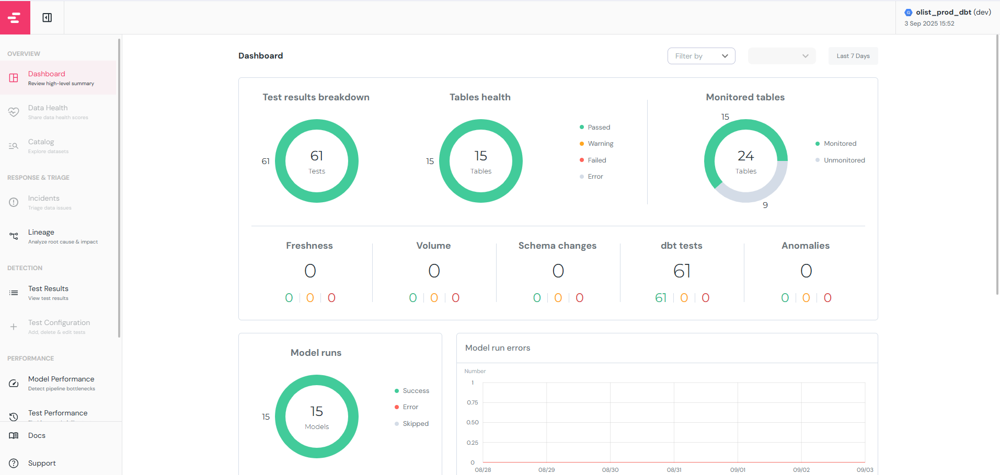 olist_prod_dbt (dev)
3 Sep 2025 15:52
OVERVIEW
Dashboard
Review high-level summary
Data Health
Share data health scores
Catalog
Explore datasets
RESPONSE & TRIAGE
Incidents
Triage data issues
Lineage
Analyze root cause & impact
DETECTION
Test Results
View test results
Test Configuration
Add, delete & edit tests
PERFORMANCE
Model Performance
Detect pipeline bottlenecks
Test Performance
Docs
Support
Dashboard
Filter by
Last 7 Days
Test results breakdown
61
61
Tests
Tables health
15
15
Tables
Passed
Warning
Failed
Error
Monitored tables
15
24
Tables
9
Monitored
Unmonitored
Freshness
0
0 0 0
Volume
0
0 0 0
Schema changes
0
0 0 0
dbt tests
61
61 0 0
Anomalies
0
0 0 0
Model runs
15
15
Models
Success
Error
Skipped
Model run errors
Number
1
0.75
0.50
0.25
0
08/28 08/29 08/30 08/31 09/01 09/02 09/03